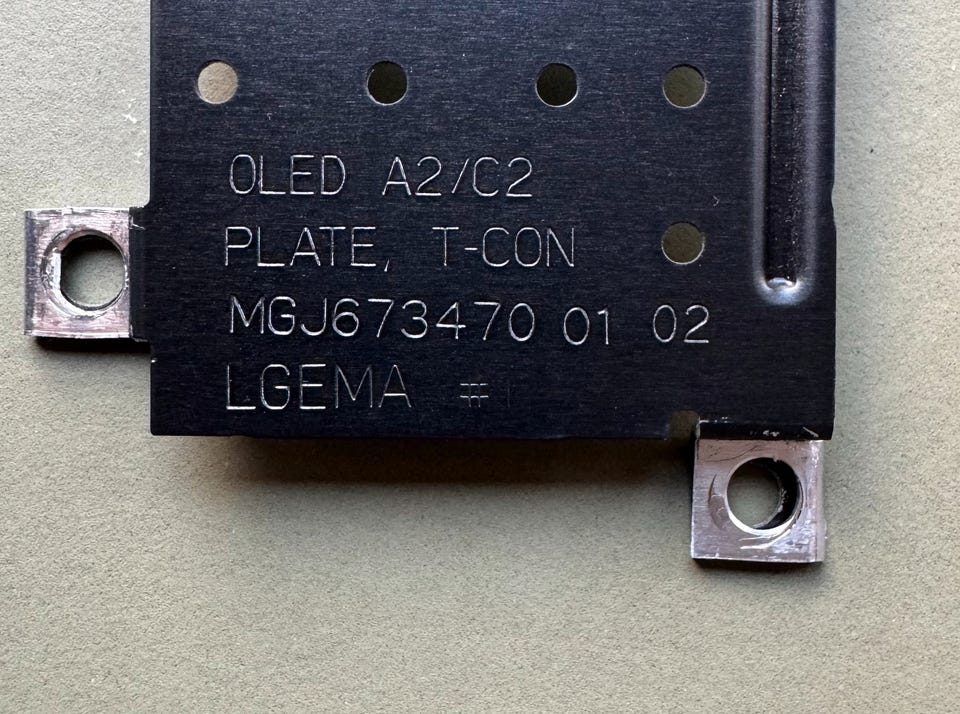 OLED A2/C2
PLATE, T-CON
MGJ673470 01 02
LGEMA #1